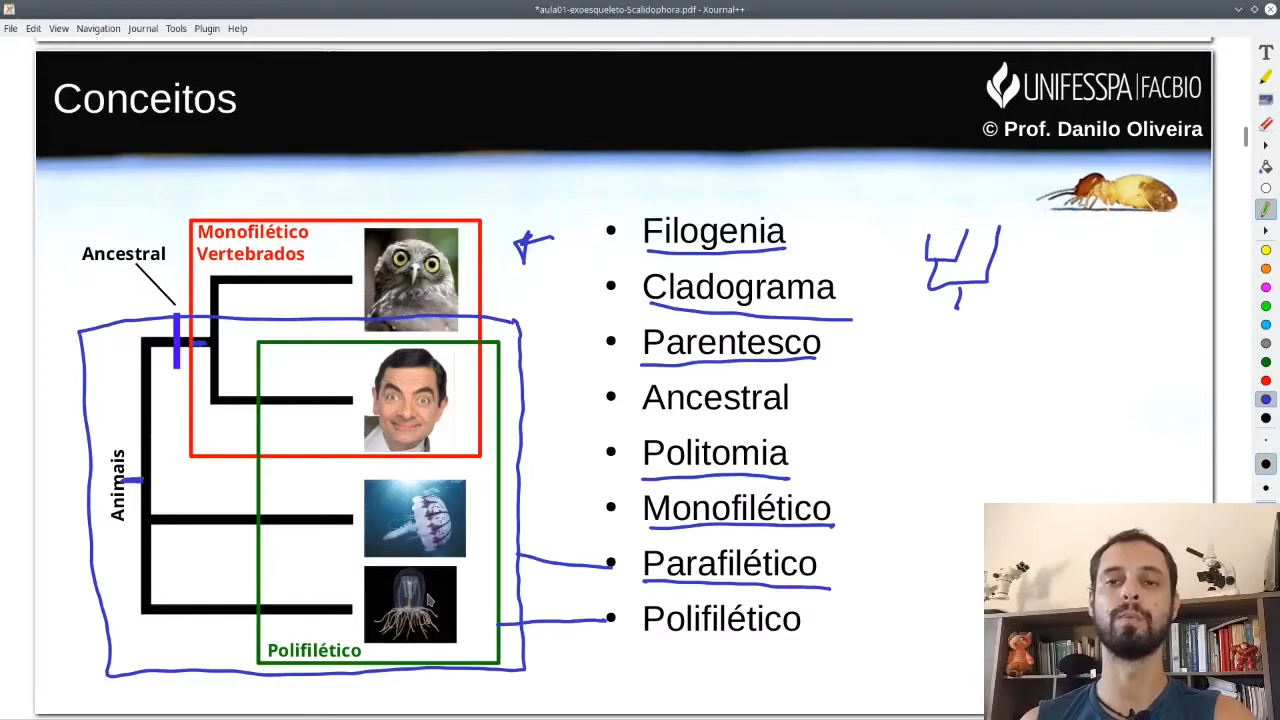 *aula01-exoesqueleto-Scalidophora.pdf - Xournal++
File Edit View Navigation Journal Tools Plugin Help
Conceitos
UNIFESSPA|FACBIO
© Prof. Danilo Oliveira
Monofilético
Vertebrados
Ancestral
Animais
Polifilético
• Filogenia
• Cladograma
• Parentesco
• Ancestral
• Politomia
• Monofilético
• Parafilético
• Polifilético